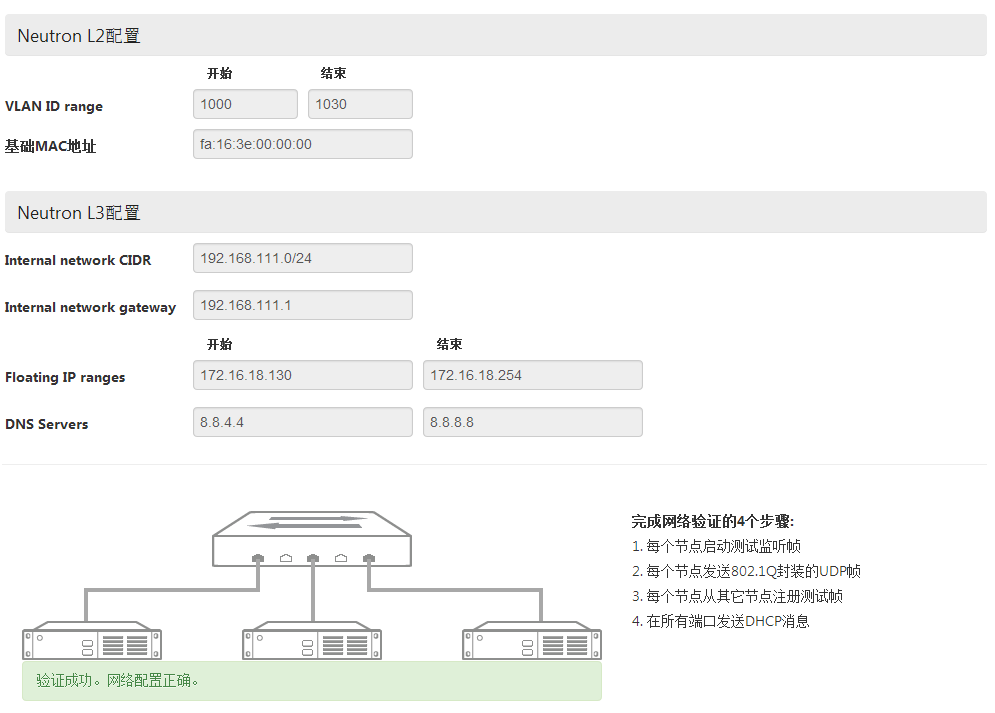 Neutron L2配置
开始 结束
VLAN ID range 1000 1030
基础MAC地址 fa:16:3e:00:00:00
Neutron L3配置
Internal network CIDR 192.168.111.0/24
Internal network gateway 192.168.111.1
开始 结束
Floating IP ranges 172.16.18.130 172.16.18.254
DNS Servers 8.8.4.4 8.8.8.8
完成网络验证的4个步骤:
1. 每个节点启动测试监听帧
2. 每个节点发送802.1Q封装的UDP帧
3. 每个节点从其它节点注册测试帧
4. 在所有端口发送DHCP消息
验证成功。网络配置正确。